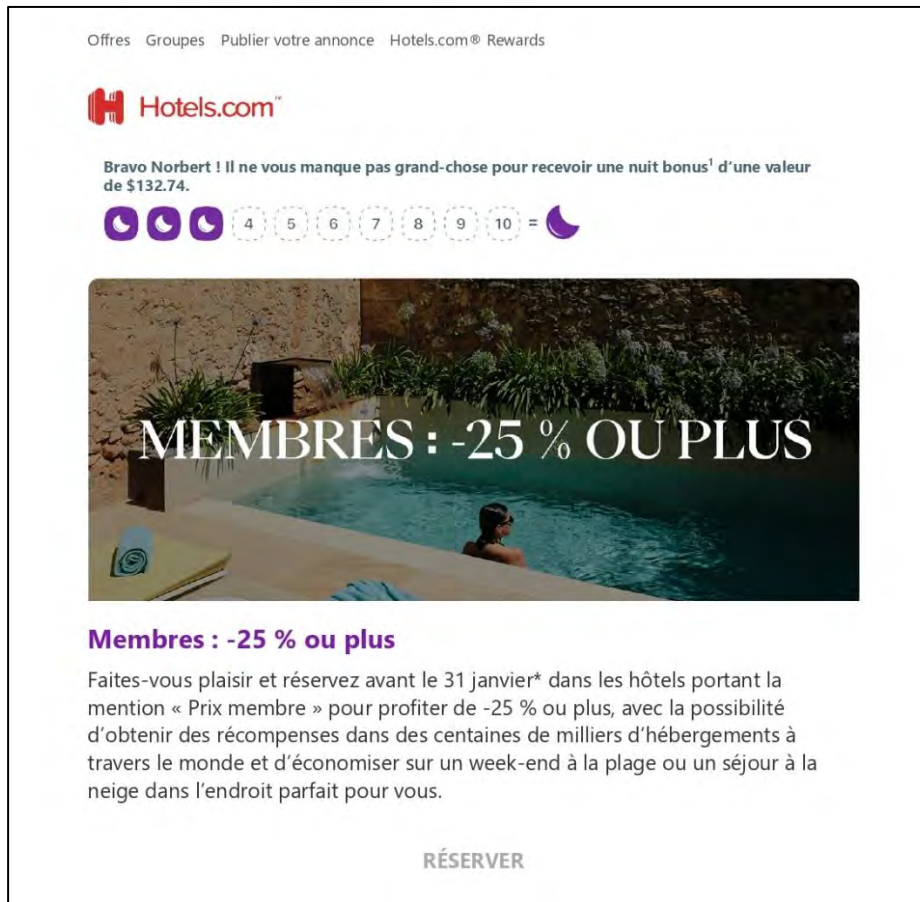 Offres Groupes Publier votre annonce Hotels.com® Rewards
Hotels.com™
Bravo Norbert ! Il ne vous manque pas grand-chose pour recevoir une nuit bonus¹ d’une valeur
de $132.74.
4 5 6 7 8 9 10 =
MEMBRES : -25 % OU PLUS
Membres : -25 % ou plus
Faites-vous plaisir et réservez avant le 31 janvier* dans les hôtels portant la
mention « Prix membre » pour profiter de -25 % ou plus, avec la possibilité
d’obtenir des récompenses dans des centaines de milliers d’hébergements à
travers le monde et d’économiser sur un week-end à la plage ou un séjour à la
neige dans l’endroit parfait pour vous.
RÉSERVER